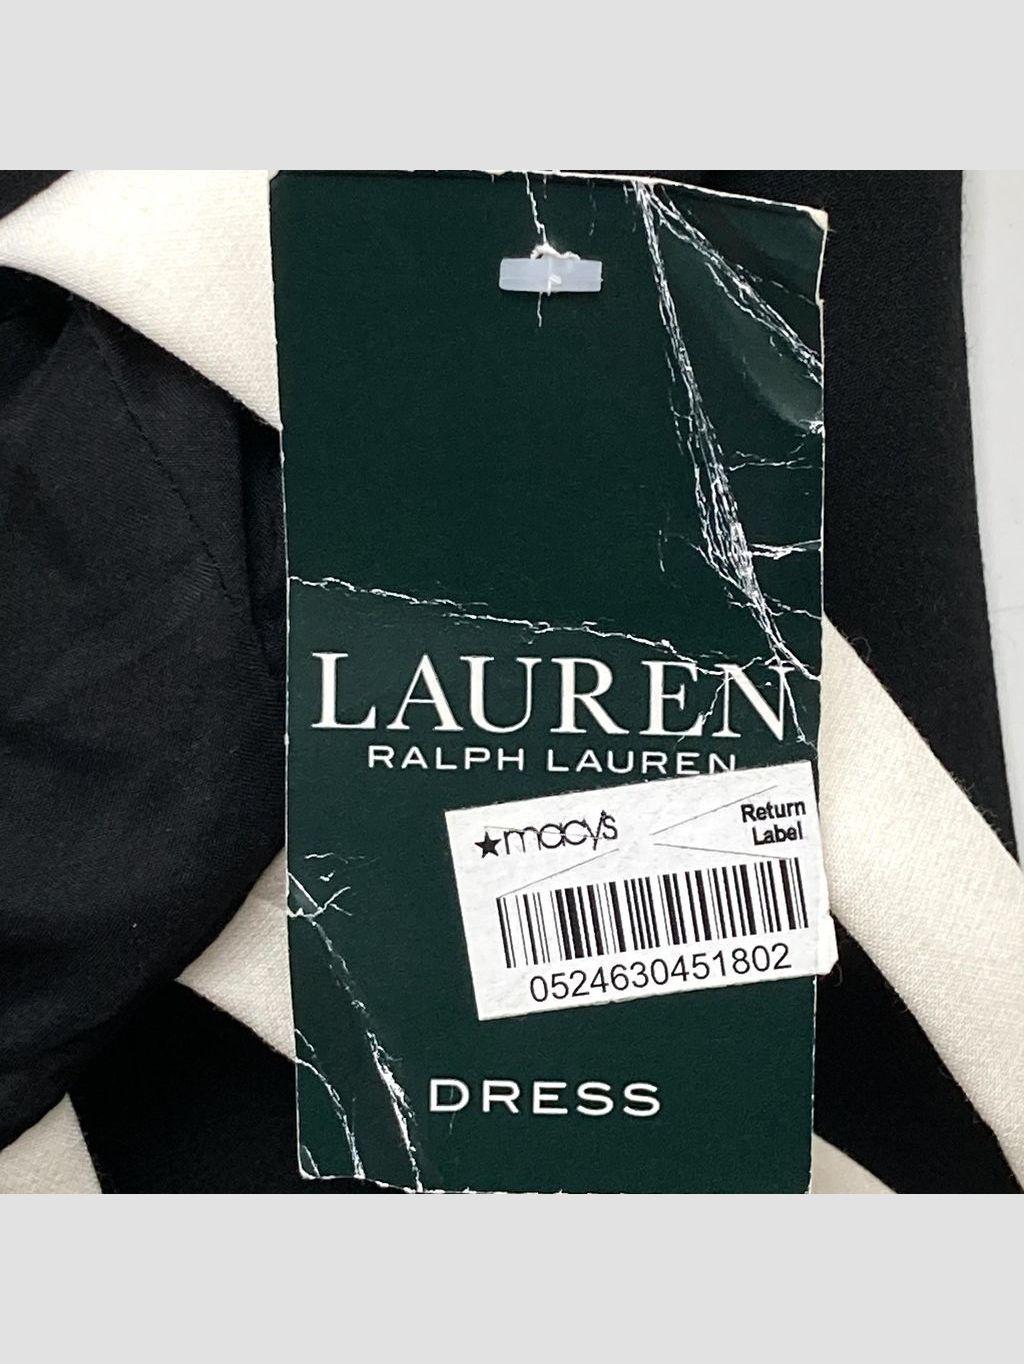 LAUREN
RALPH LAUREN
macy's
Return
Label
0524630451802
DRESS